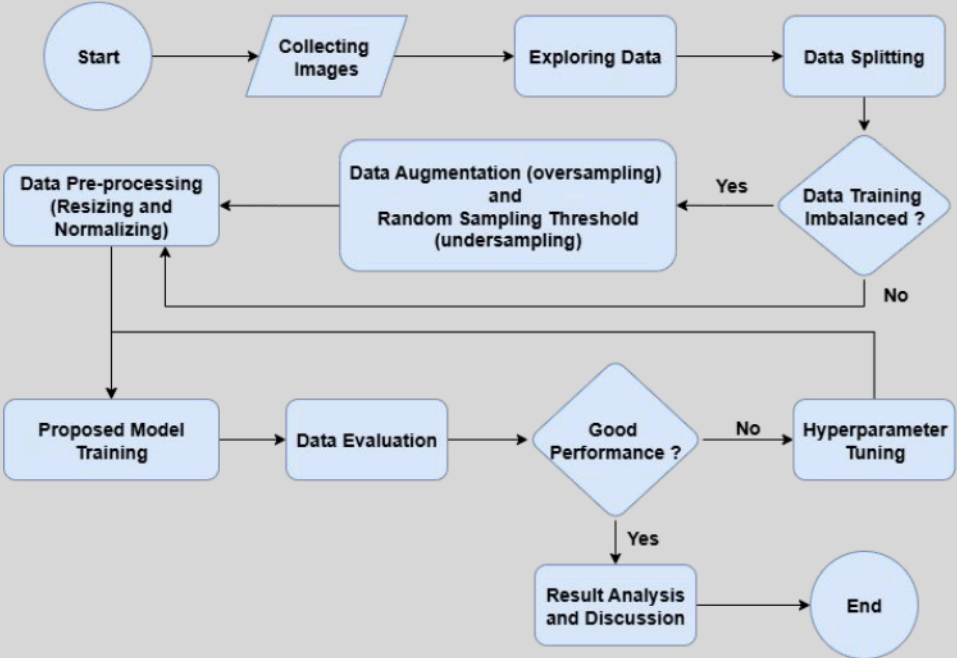 Start
Collecting
Images
Exploring Data
Data Splitting
Data Training
Imbalanced ?
Yes
Data Augmentation (oversampling)
and
Random Sampling Threshold
(undersampling)
Data Pre-processing
(Resizing and
Normalizing)
No
Proposed Model
Training
Data Evaluation
Good
Performance ?
No
Hyperparameter
Tuning
Yes
Result Analysis
and Discussion
End